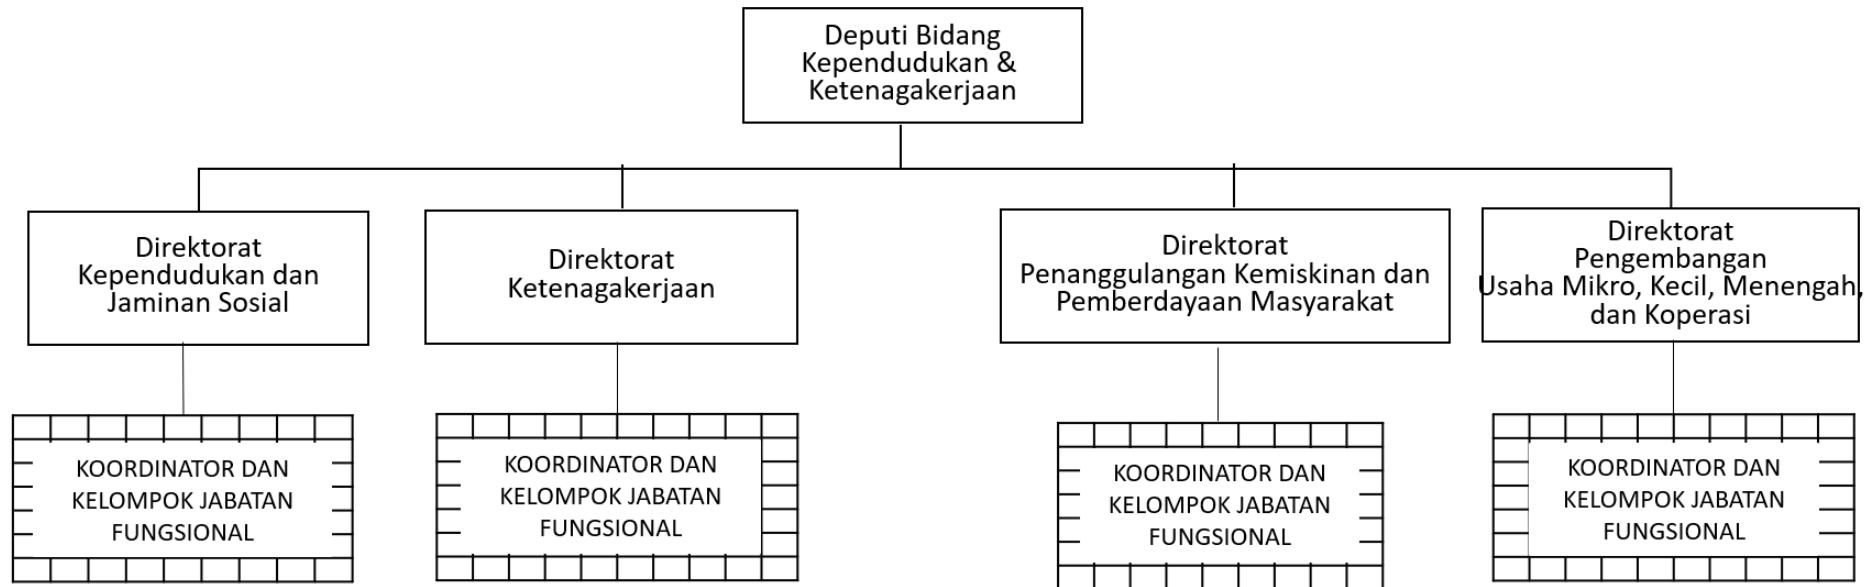 Deputi Bidang
Kependudukan &
Ketenagakerjaan
Direktorat
Kependudukan dan
Jaminan Sosial
Direktorat
Ketenagakerjaan
Direktorat
Penanggulangan Kemiskinan dan
Pemberdayaan Masyarakat
Direktorat
Pengembangan
Usaha Mikro, Kecil, Menengah,
dan Koperasi
KOORDINATOR DAN
KELOMPOK JABATAN
FUNGSIONAL
KOORDINATOR DAN
KELOMPOK JABATAN
FUNGSIONAL
KOORDINATOR DAN
KELOMPOK JABATAN
FUNGSIONAL
KOORDINATOR DAN
KELOMPOK JABATAN
FUNGSIONAL